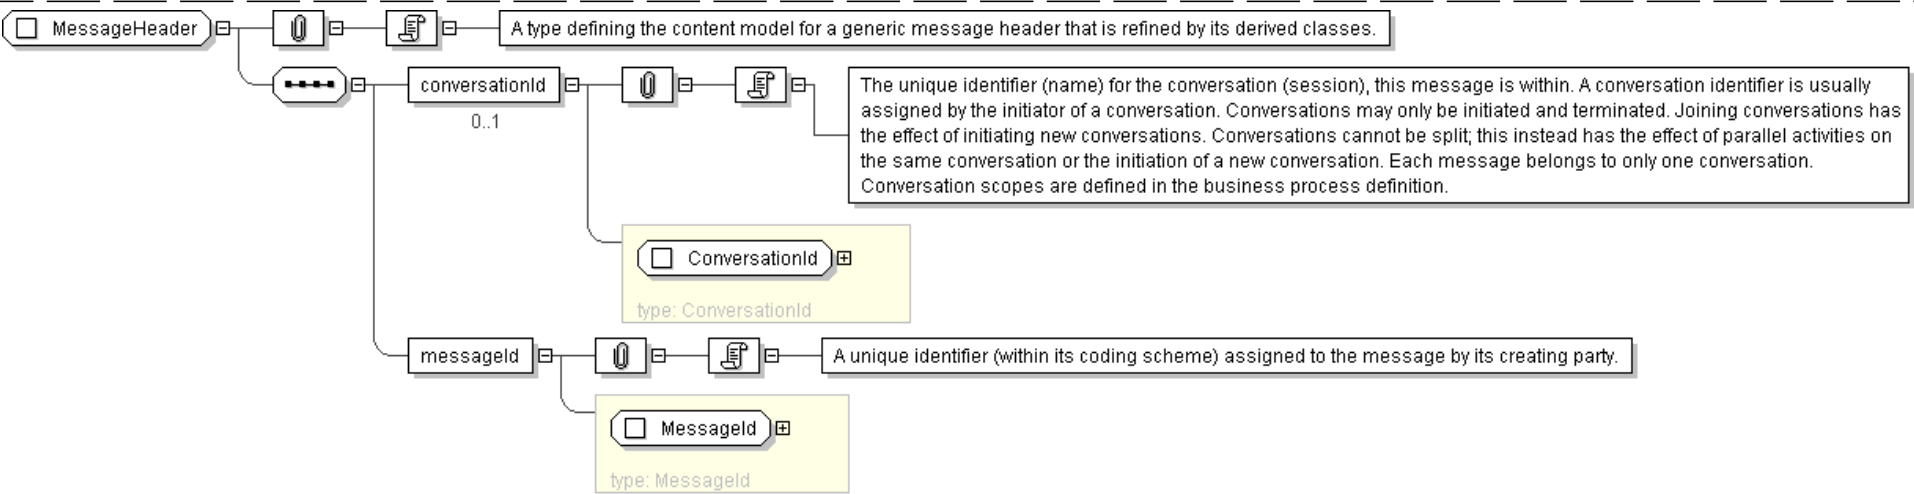 MessageHeader
A type defining the content model for a generic message header that is refined by its derived classes.
conversationId
0..1
The unique identifier (name) for the conversation (session), this message is within. A conversation identifier is usually
assigned by the initiator of a conversation. Conversations may only be initiated and terminated. Joining conversations has
the effect of initiating new conversations. Conversations cannot be split; this instead has the effect of parallel activities on
the same conversation or the initiation of a new conversation. Each message belongs to only one conversation.
Conversation scopes are defined in the business process definition.
ConversationId
type: ConversationId
messageId
A unique identifier (within its coding scheme) assigned to the message by its creating party.
MessageId
type: MessageId